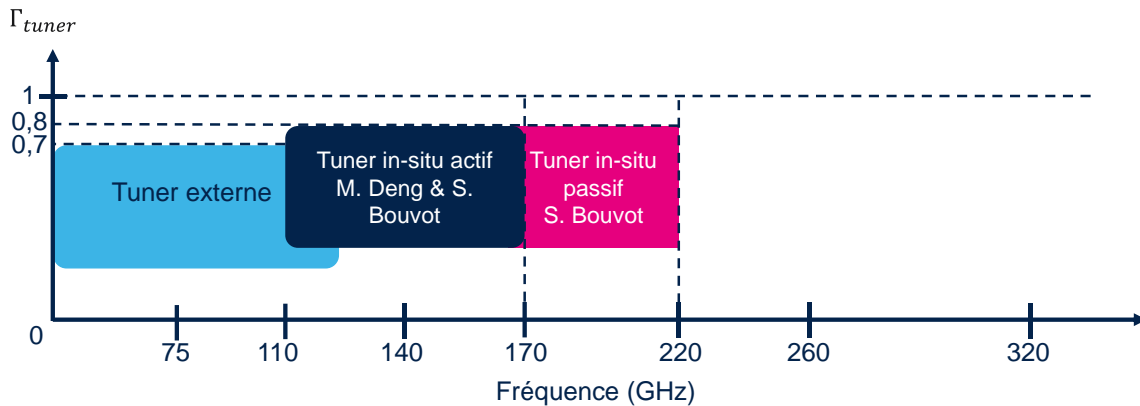 Γtuner
1
0,8
0,7
Tuner externe
Tuner in-situ actif
M. Deng & S.
Bouvot
Tuner in-situ
passif
S. Bouvot
0
75
110
140
170
220
260
320
Fréquence (GHz)